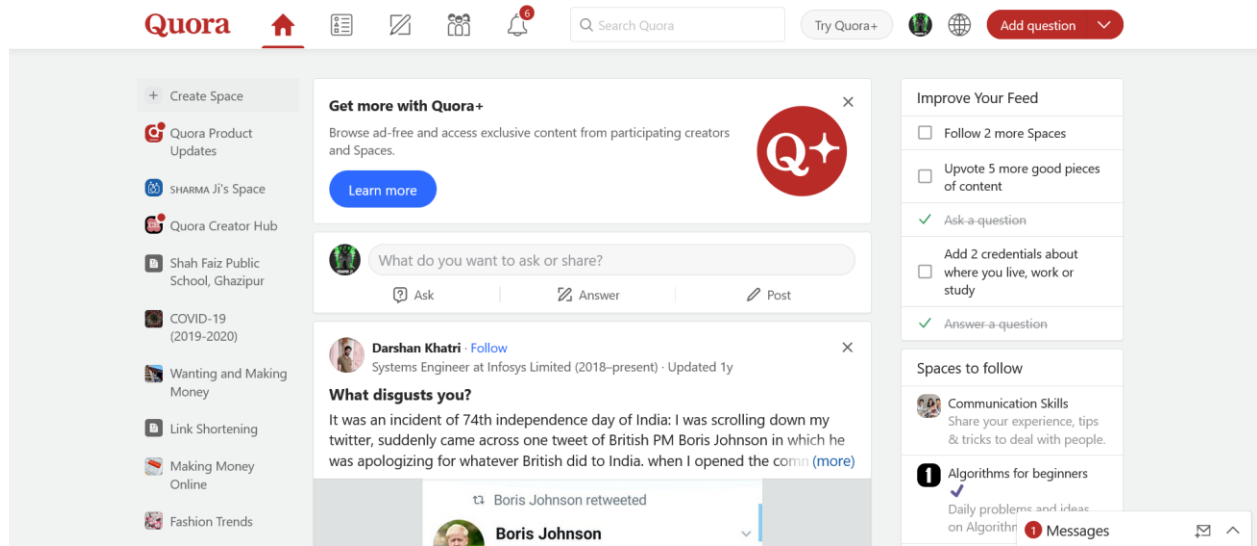 Quora
6
Search Quora
Try Quora+
Add question
+ Create Space
Quora Product
Updates
SHARMA Ji's Space
Quora Creator Hub
Shah Faiz Public
School, Ghazipur
COVID-19
(2019-2020)
Wanting and Making
Money
Link Shortening
Making Money
Online
Fashion Trends
Get more with Quora+
Browse ad-free and access exclusive content from participating creators
and Spaces.
Learn more
Q+
What do you want to ask or share?
Ask
Answer
Post
Darshan Khatri · Follow
Systems Engineer at Infosys Limited (2018–present) · Updated 1y
What disgusts you?
It was an incident of 74th independence day of India: I was scrolling down my
twitter, suddenly came across one tweet of British PM Boris Johnson in which he
was apologizing for whatever British did to India. when I opened the comn (more)
Boris Johnson retweeted
Boris Johnson
Improve Your Feed
Follow 2 more Spaces
Upvote 5 more good pieces
of content
Ask a question
Add 2 credentials about
where you live, work or
study
Answer a question
Spaces to follow
Communication Skills
Share your experience, tips
& tricks to deal with people.
1
Algorithms for beginners
Daily problems and ideas
on Algorithm
1 Messages